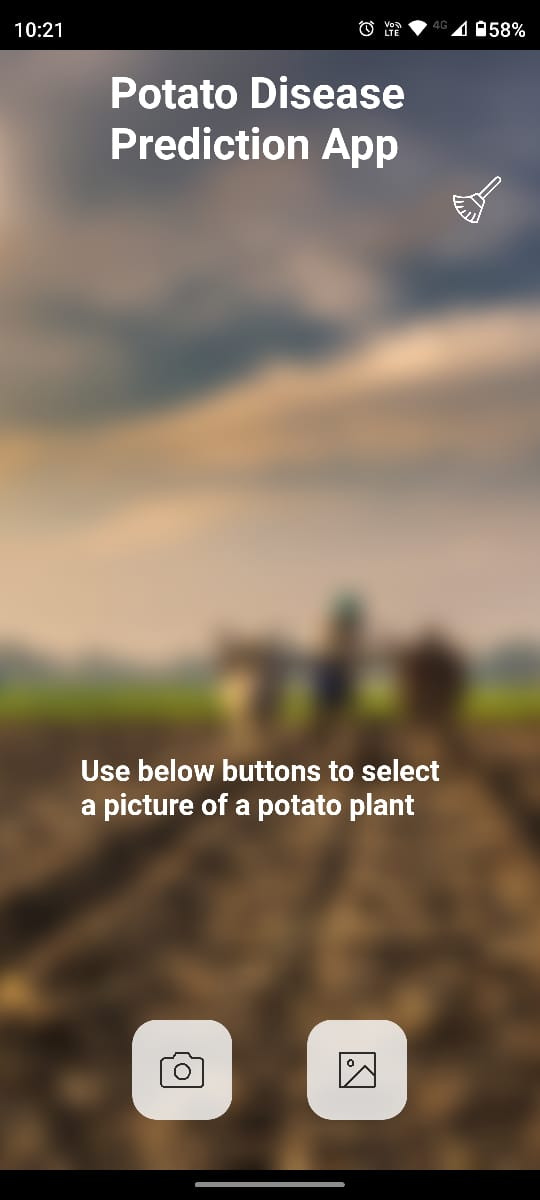 10:21
Vo))
LTE
4G
58%
Potato Disease
Prediction App
Use below buttons to select
a picture of a potato plant